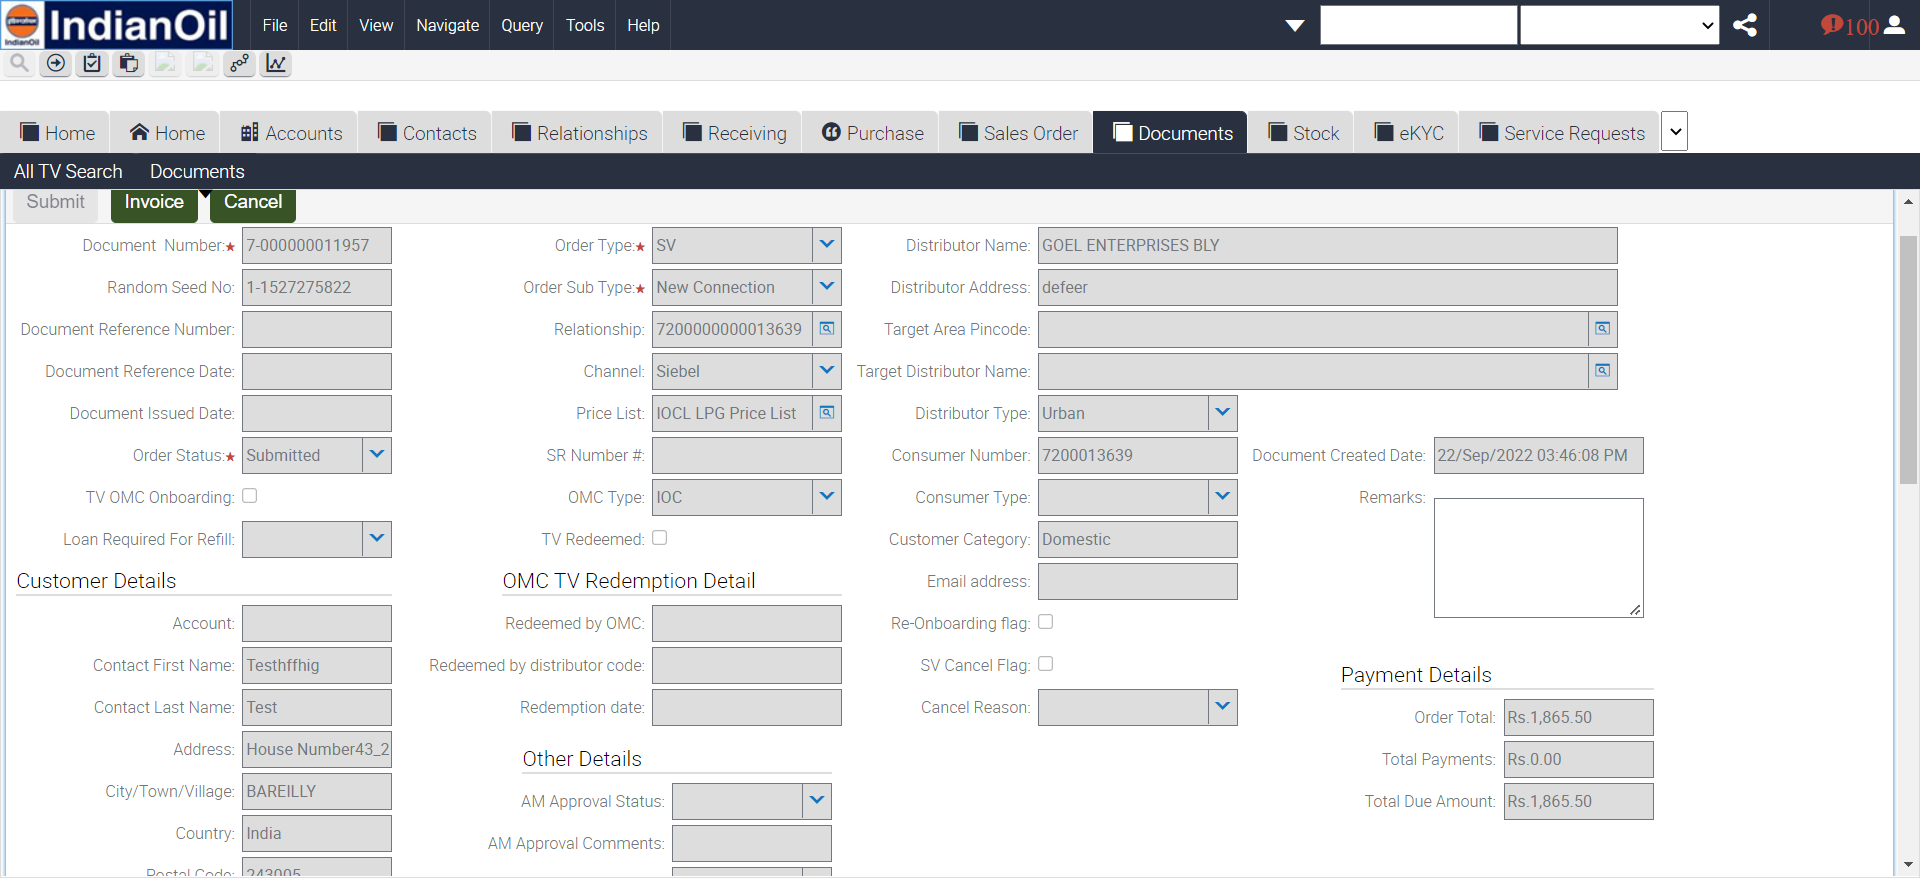 IndianOil IndianOil File Edit View Navigate Query Tools Help 100
Home Home Accounts Contacts Relationships Receiving Purchase Sales Order Documents Stock eKYC Service Requests
All TV Search Documents
Submit Invoice Cancel
Document Number:★ 7-000000011957 Order Type:★ SV Distributor Name: GOEL ENTERPRISES BLY
Random Seed No: 1-1527275822 Order Sub Type:★ New Connection Distributor Address: defeer
Document Reference Number: Relationship: 7200000000013639 Target Area Pincode:
Document Reference Date: Channel: Siebel Target Distributor Name:
Document Issued Date: Price List: IOCL LPG Price List Distributor Type: Urban
Order Status:★ Submitted SR Number #: Consumer Number: 7200013639 Document Created Date: 22/Sep/2022 03:46:08 PM
TV OMC Onboarding: OMC Type: IOC Consumer Type: Remarks:
Loan Required For Refill: TV Redeemed: Customer Category: Domestic
Customer Details OMC TV Redemption Detail Email address:
Account: Redeemed by OMC: Re-Onboarding flag:
Contact First Name: Testhffhig Redeemed by distributor code: SV Cancel Flag: Payment Details
Contact Last Name: Test Redemption date: Cancel Reason: Order Total: Rs.1,865.50
Address: House Number43_2 Other Details Total Payments: Rs.0.00
City/Town/Village: BAREILLY AM Approval Status: Total Due Amount: Rs.1,865.50
Country: India AM Approval Comments:
Postal Code: 243005